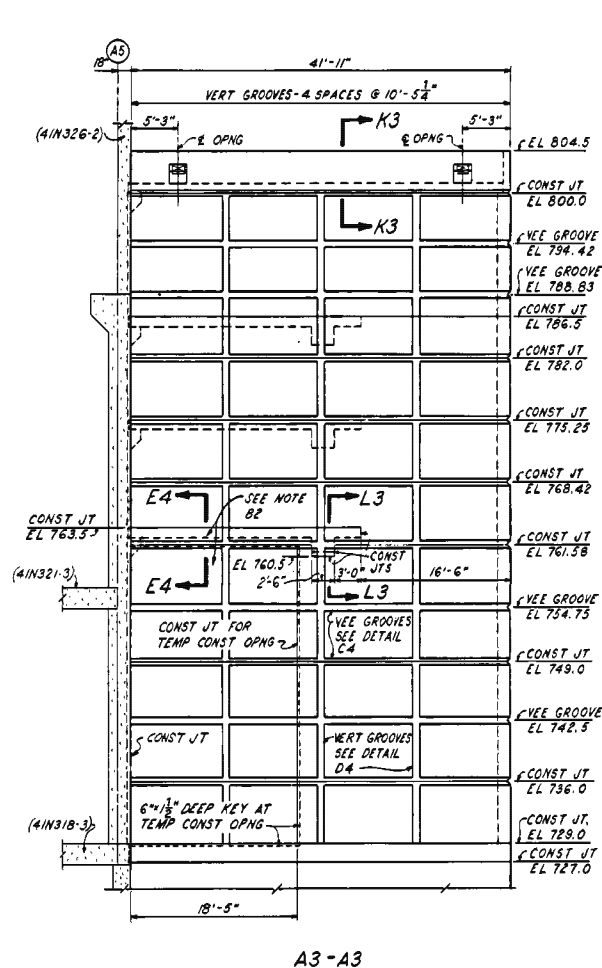 A5
18"
41'-11"
VERT GROOVES-4 SPACES @ 10'-5 1/4"
5'-3"
5'-3"
(41N326-2)
℄ OPNG
K3
℄ OPNG
EL 804.5
CONST JT
EL 800.0
K3
VEE GROOVE
EL 794.42
VEE GROOVE
EL 788.83
CONST JT
EL 786.5
CONST JT
EL 782.0
CONST JT
EL 775.25
CONST JT
EL 768.42
E4
SEE NOTE
B2
L3
CONST JT
EL 763.5
CONST JT
EL 761.58
EL 760.5
CONST
JTS
(41N321-3)
E4
2'-6"
3'-0"
16'-6"
L3
VEE GROOVE
EL 754.75
CONST JT FOR
TEMP CONST OPNG
VEE GROOVES
SEE DETAIL
C4
CONST JT
EL 749.0
VEE GROOVE
EL 742.5
CONST JT
VERT GROOVES
SEE DETAIL
D4
CONST JT
EL 736.0
6"x1 1/2" DEEP KEY AT
TEMP CONST OPNG
(41N318-3)
CONST JT.
EL 729.0
CONST JT
EL 727.0
18'-5"
A3-A3